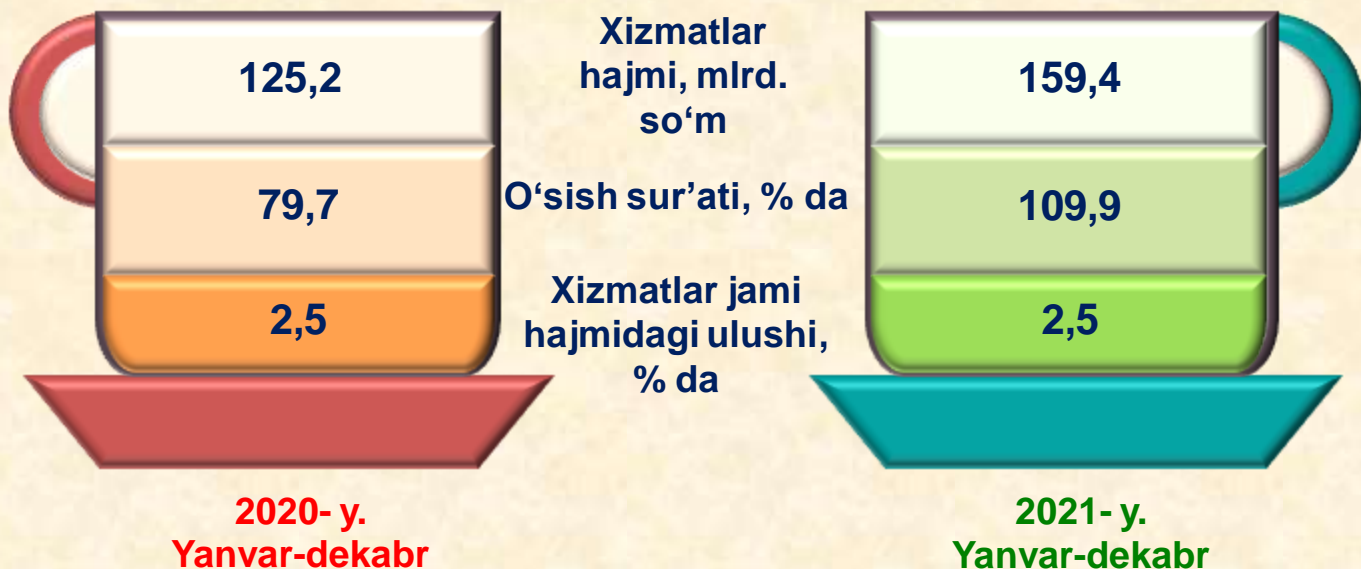 125,2
Xizmatlar
hajmi, mlrd.
so‘m
159,4
79,7
O‘sish sur’ati, % da
109,9
2,5
Xizmatlar jami
hajmidagi ulushi,
% da
2,5
2020- y.
Yanvar-dekabr
2021- y.
Yanvar-dekabr